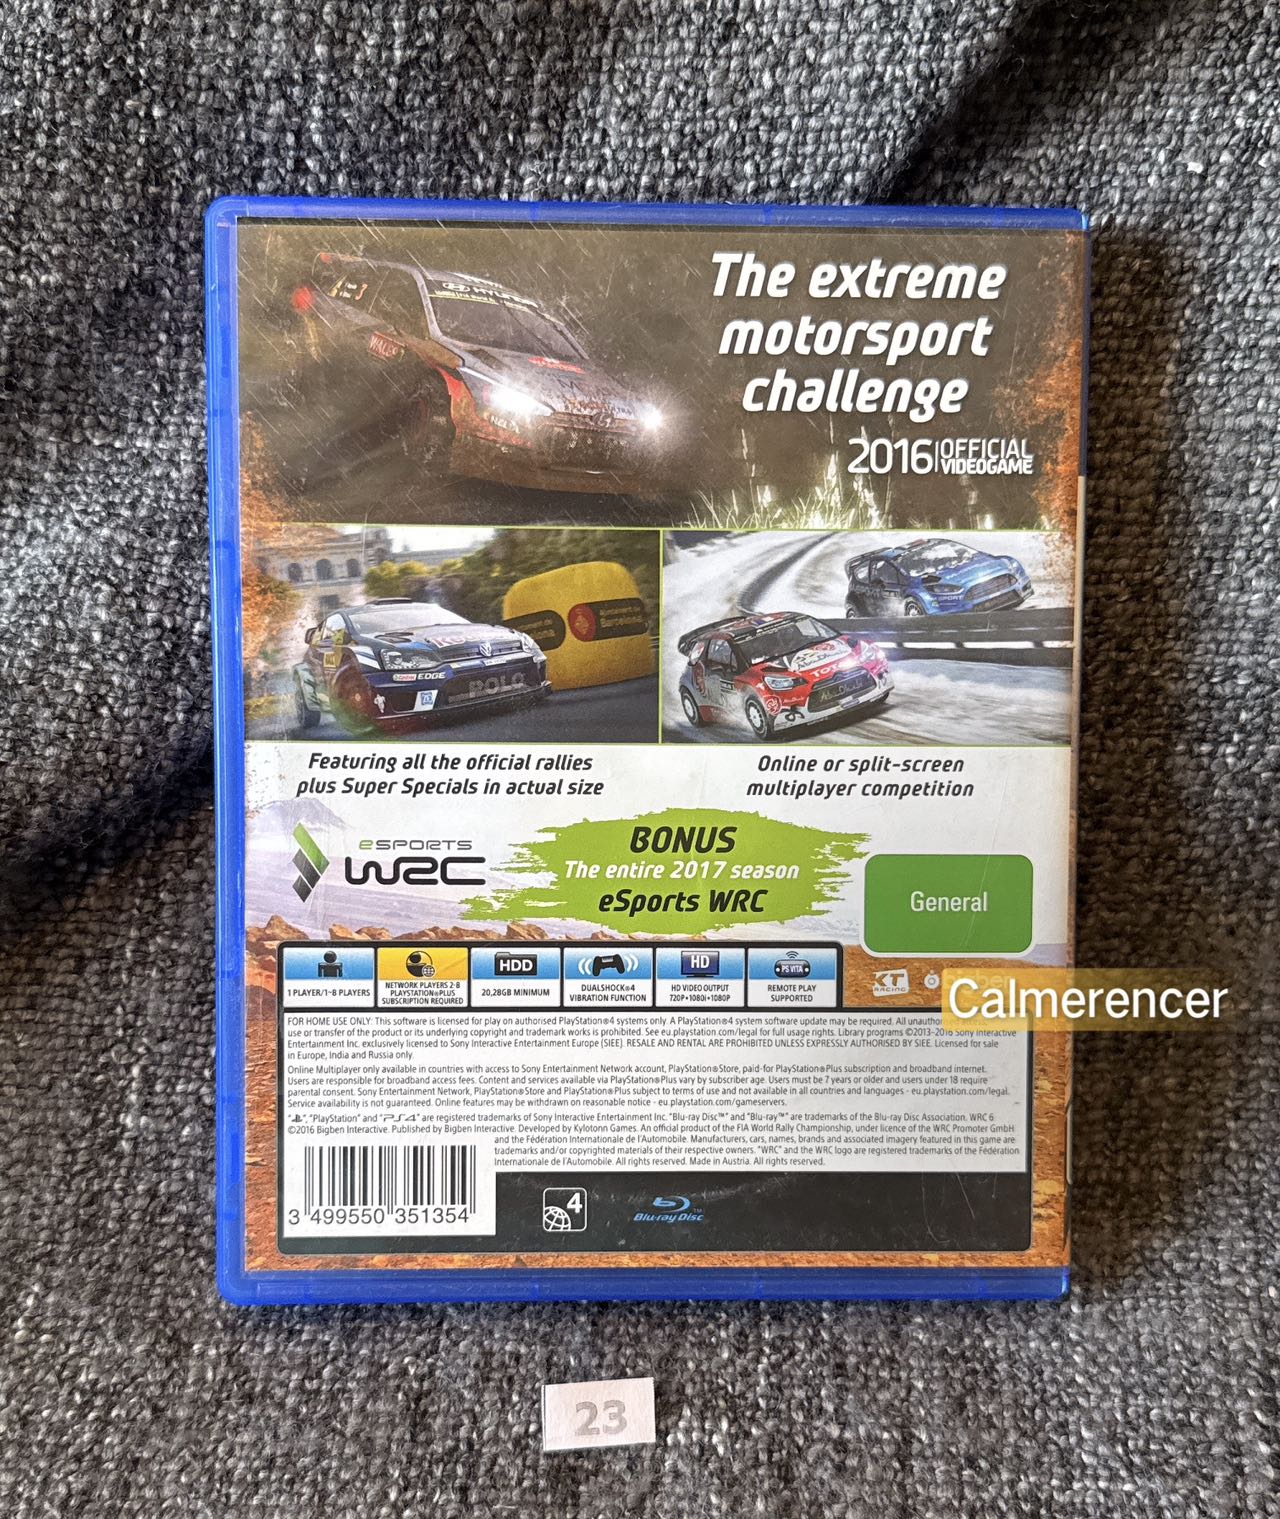 The extreme
motorsport
challenge
2016 OFFICIAL
VIDEOGAME
HYUNDAI
3
WALES
Castrol EDGE
POLO
Barcelona
M-SPORT
Abu Dhabi
TOTAL
Featuring all the official rallies
plus Super Specials in actual size
Online or split-screen
multiplayer competition
eSPORTS
WRC
BONUS
The entire 2017 season
eSports WRC
General
1 PLAYER/1-8 PLAYERS
NETWORK PLAYERS 2-8
PLAYSTATION®PLUS
SUBSCRIPTION REQUIRED
HDD
20,28GB MINIMUM
DUALSHOCK®4
VIBRATION FUNCTION
HD
HD VIDEO OUTPUT
720P•1080i•1080P
PS VITA
REMOTE PLAY
SUPPORTED
KT
RACING
Calmerencer
FOR HOME USE ONLY: This software is licensed for play on authorised PlayStation®4 systems only. A PlayStation®4 system software update may be required. All
use or transfer of the product or its underlying copyright and trademark works is prohibited. See eu.playstation.com/legal for full usage rights. Library programs ©2013-2016 Sony Interactive
Entertainment Inc. exclusively licensed to Sony Interactive Entertainment Europe (SIEE). RESALE AND RENTAL ARE PROHIBITED UNLESS EXPRESSLY AUTHORISED BY SIEE. Licensed for sale
in Europe, India and Russia only.
Online Multiplayer only available in countries with access to Sony Entertainment Network account, PlayStation®Store, paid-for PlayStation®Plus subscription and broadband internet.
Users are responsible for broadband access fees. Content and services available via PlayStation®Plus vary by subscriber age. Users must be 7 years or older and users under 18 require
parental consent. Sony Entertainment Network, PlayStation®Store and PlayStation®Plus subject to terms of use and not available in all countries and languages - eu.playstation.com/legal.
Service availability is not guaranteed. Online features may be withdrawn on reasonable notice - eu.playstation.com/gameservers.
"PS", "PlayStation" and "PS4" are registered trademarks of Sony Interactive Entertainment Inc. "Blu-ray Disc™" and "Blu-ray™" are trademarks of the Blu-ray Disc Association. WRC 6
©2016 Bigben Interactive. Published by Bigben Interactive. Developed by Kylotonn Games. An official product of the FIA World Rally Championship, under licence of the WRC Promoter GmbH
and the Fédération Internationale de l'Automobile. Manufacturers, cars, names, brands and associated imagery featured in this game are
trademarks and/or copyrighted materials of their respective owners. "WRC" and the WRC logo are registered trademarks of the Fédération
Internationale de l'Automobile. All rights reserved. Made in Austria. All rights reserved.
3 499550 351354
4
Blu-ray Disc™
23